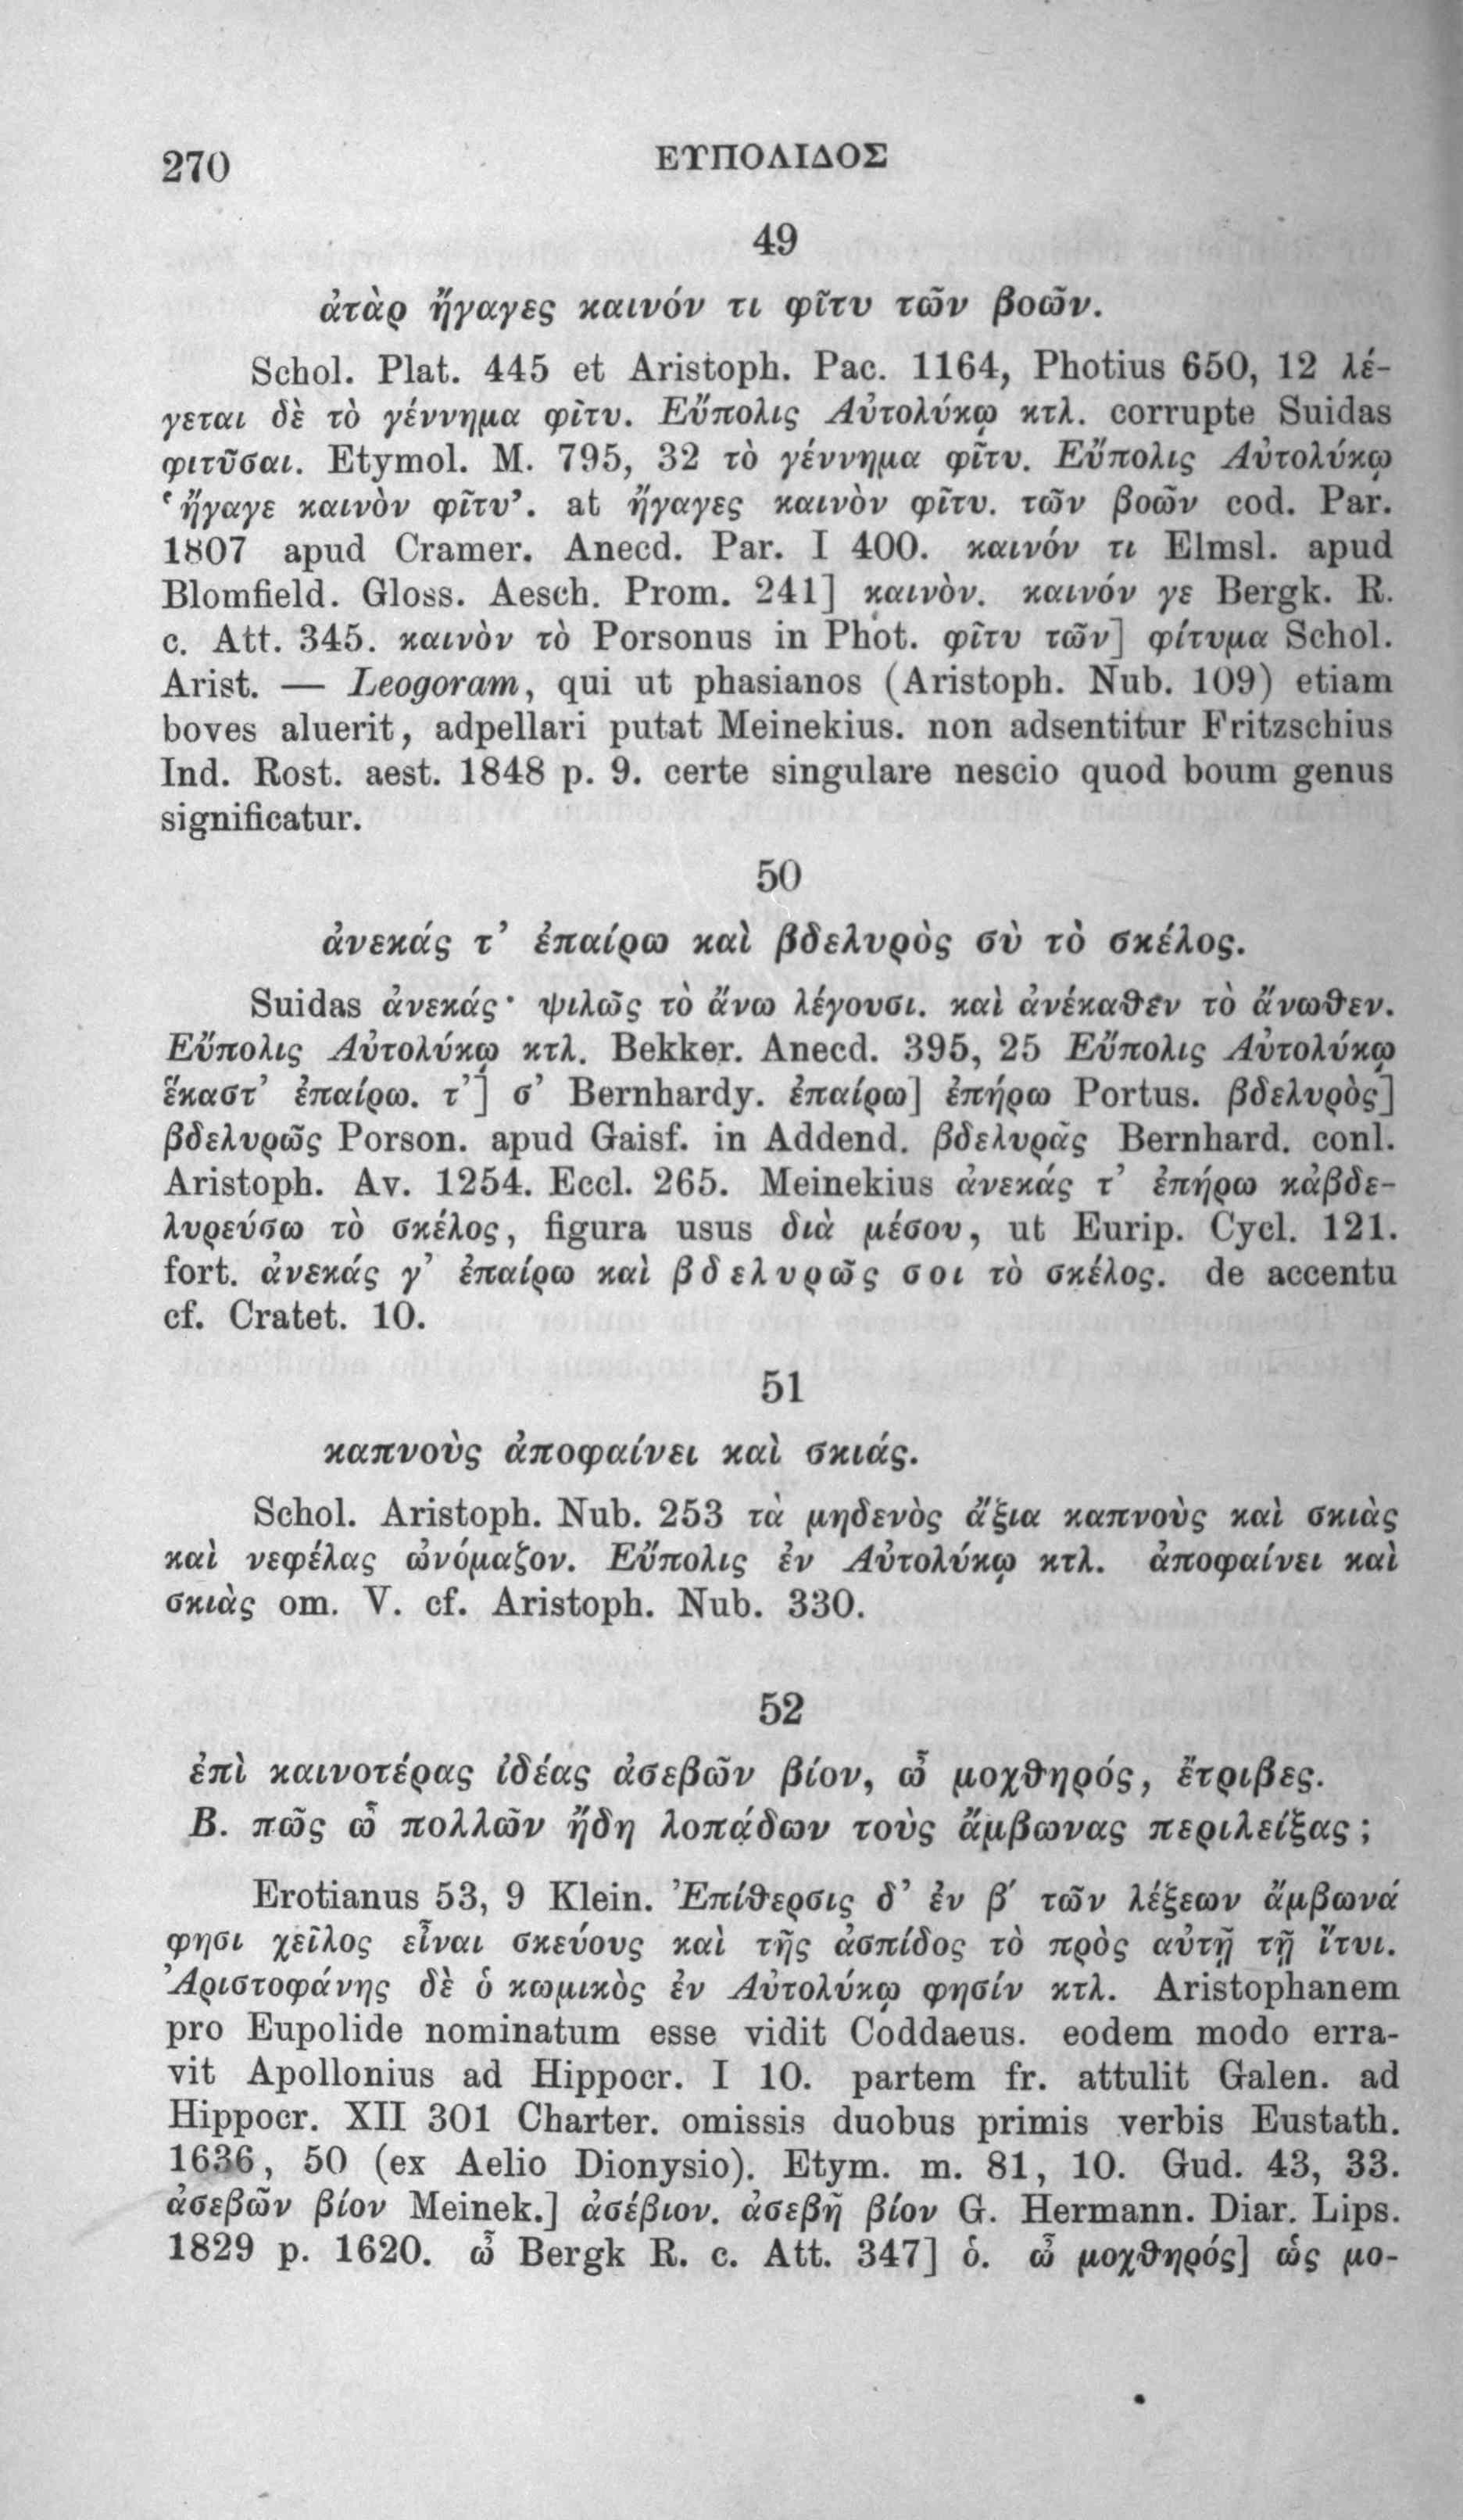 270
ΕΥΠΟΛΙΔΟΣ
49
ἀτὰρ ἤγαγες καινόν τι φῖτυ τῶν βοῶν.
Schol. Plat. 445 et Aristoph. Pac. 1164, Photius 650, 12 λέ-
γεται δὲ τὸ γέννημα φῖτυ. Εὔπολις Αὐτολύκῳ κτλ. corrupte Suidas
φιτῦσαι. Etymol. M. 795, 32 τὸ γέννημα φῖτυ. Εὔπολις Αὐτολύκῳ
‘ἤγαγε καινὸν φῖτυ’. at ἤγαγες καινὸν φῖτυ. τῶν βοῶν cod. Par.
1807 apud Cramer. Anecd. Par. I 400. καινόν τι Elmsl. apud
Blomfield. Gloss. Aesch. Prom. 241] καινὸν. καινόν γε Bergk. R.
c. Att. 345. καινὸν τὸ Porsonus in Phot. φῖτυ τῶν] φίτυμα Schol.
Arist. — Leogoram, qui ut phasianos (Aristoph. Nub. 109) etiam
boves aluerit, adpellari putat Meinekius. non adsentitur Fritzschius
Ind. Rost. aest. 1848 p. 9. certe singulare nescio quod boum genus
significatur.
50
ἀνεκάς τ’ ἐπαίρω καὶ βδελυρὸς σὺ τὸ σκέλος.
Suidas ἀνεκάς· ψιλῶς τὸ ἄνω λέγουσι. καὶ ἀνέκαθεν τὸ ἄνωθεν.
Εὔπολις Αὐτολύκῳ κτλ. Bekker. Anecd. 395, 25 Εὔπολις Αὐτολύκῳ
ἕκαστ’ ἐπαίρω. τ’] σ’ Bernhardy. ἐπαίρω] ἐπήρω Portus. βδελυρὸς]
βδελυρῶς Porson. apud Gaisf. in Addend. βδελυρᾶς Bernhard. conl.
Aristoph. Av. 1254. Eccl. 265. Meinekius ἀνεκάς τ’ ἐπήρω κἀβδε-
λυρεύσω τὸ σκέλος, figura usus διὰ μέσου, ut Eurip. Cycl. 121.
fort. ἀνεκάς γ’ ἐπαίρω καὶ βδελυρῶς σοι τὸ σκέλος. de accentu
cf. Cratet. 10.
51
καπνοὺς ἀποφαίνει καὶ σκιάς.
Schol. Aristoph. Nub. 253 τὰ μηδενὸς ἄξια καπνοὺς καὶ σκιὰς
καὶ νεφέλας ὠνόμαζον. Εὔπολις ἐν Αὐτολύκῳ κτλ. ἀποφαίνει καὶ
σκιὰς om. V. cf. Aristoph. Nub. 330.
52
ἐπὶ καινοτέρας ἰδέας ἀσεβῶν βίον, ὦ μοχθηρός, ἔτριβες.
Β. πῶς ὦ πολλῶν ἤδη λοπάδων τοὺς ἄμβωνας περιλείξας;
Erotianus 53, 9 Klein. Ἐπίθερσις δ’ ἐν β΄ τῶν λέξεων ἄμβωνά
φησι χεῖλος εἶναι σκεύους καὶ τῆς ἀσπίδος τὸ πρὸς αὐτῇ τῇ ἴτυι.
Ἀριστοφάνης δὲ ὁ κωμικὸς ἐν Αὐτολύκῳ φησίν κτλ. Aristophanem
pro Eupolide nominatum esse vidit Coddaeus. eodem modo erra-
vit Apollonius ad Hippocr. I 10. partem fr. attulit Galen. ad
Hippocr. XII 301 Charter. omissis duobus primis verbis Eustath.
1636, 50 (ex Aelio Dionysio). Etym. m. 81, 10. Gud. 43, 33.
ἀσεβῶν βίον Meinek.] ἀσέβιον. ἀσεβῆ βίον G. Hermann. Diar. Lips.
1829 p. 1620. ὦ Bergk R. c. Att. 347] ὁ. ὦ μοχθηρός] ὡς μο-